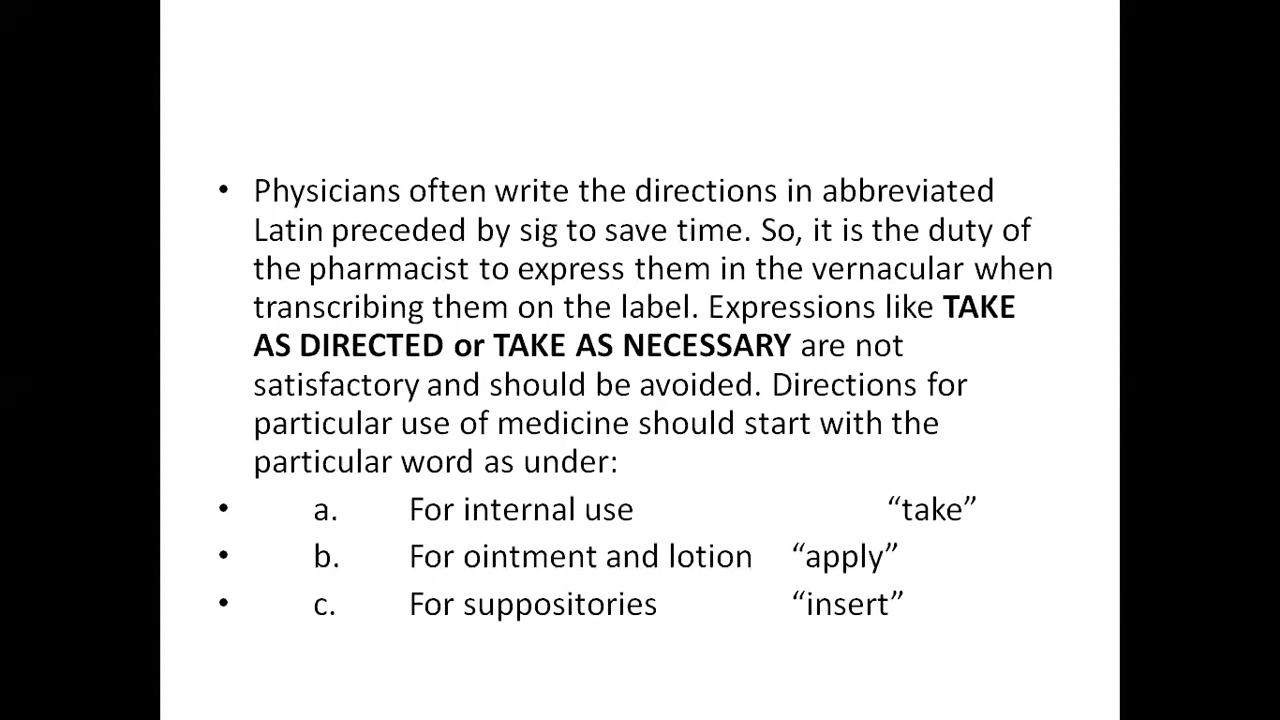 • Physicians often write the directions in abbreviated
Latin preceded by sig to save time. So, it is the duty of
the pharmacist to express them in the vernacular when
transcribing them on the label. Expressions like TAKE
AS DIRECTED or TAKE AS NECESSARY are not
satisfactory and should be avoided. Directions for
particular use of medicine should start with the
particular word as under:
• a. For internal use “take”
• b. For ointment and lotion “apply”
• c. For suppositories “insert”